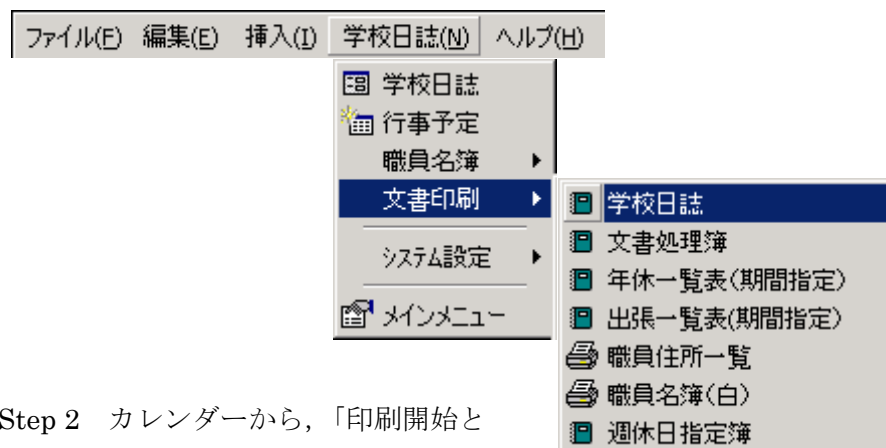 ファイル(F) 編集(E) 挿入(I) 学校日誌(N) ヘルプ(H)
学校日誌
行事予定
職員名簿
文書印刷
システム設定
メインメニュー
学校日誌
文書処理簿
年休一覧表(期間指定)
出張一覧表(期間指定)
職員住所一覧
職員名簿(白)
週休日指定簿
Step 2 カレンダーから,「印刷開始と